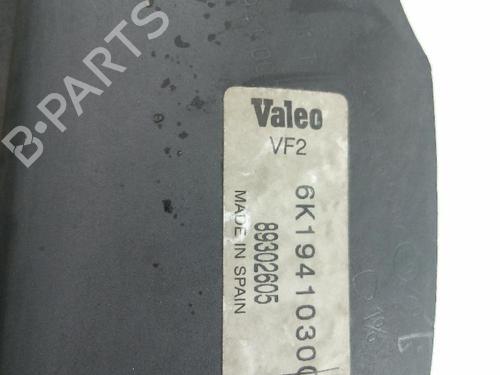 B-PARTS
Valeo
VF2
6K1941030
89302605
MADE IN SPAIN